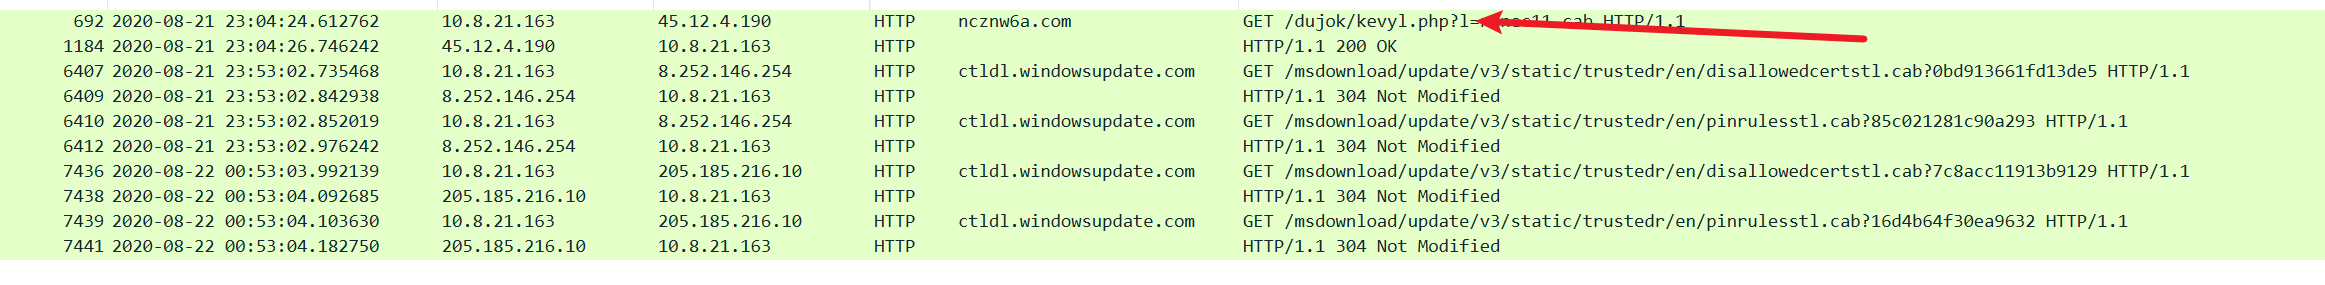 692 2020-08-21 23:04:24.612762 10.8.21.163 45.12.4.190 HTTP ncznw6a.com GET /dujok/kevyl.php?l= HTTP/1.1
1184 2020-08-21 23:04:26.746242 45.12.4.190 10.8.21.163 HTTP HTTP/1.1 200 OK
6407 2020-08-21 23:53:02.735468 10.8.21.163 8.252.146.254 HTTP ctldl.windowsupdate.com GET /msdownload/update/v3/static/trustedr/en/disallowedcertstl.cab?0bd913661fd13de5 HTTP/1.1
6409 2020-08-21 23:53:02.842938 8.252.146.254 10.8.21.163 HTTP HTTP/1.1 304 Not Modified
6410 2020-08-21 23:53:02.852019 10.8.21.163 8.252.146.254 HTTP ctldl.windowsupdate.com GET /msdownload/update/v3/static/trustedr/en/pinrulesstl.cab?85c021281c90a293 HTTP/1.1
6412 2020-08-21 23:53:02.976242 8.252.146.254 10.8.21.163 HTTP HTTP/1.1 304 Not Modified
7436 2020-08-22 00:53:03.992139 10.8.21.163 205.185.216.10 HTTP ctldl.windowsupdate.com GET /msdownload/update/v3/static/trustedr/en/disallowedcertstl.cab?7c8acc11913b9129 HTTP/1.1
7438 2020-08-22 00:53:04.092685 205.185.216.10 10.8.21.163 HTTP HTTP/1.1 304 Not Modified
7439 2020-08-22 00:53:04.103630 10.8.21.163 205.185.216.10 HTTP ctldl.windowsupdate.com GET /msdownload/update/v3/static/trustedr/en/pinrulesstl.cab?16d4b64f30ea9632 HTTP/1.1
7441 2020-08-22 00:53:04.182750 205.185.216.10 10.8.21.163 HTTP HTTP/1.1 304 Not Modified